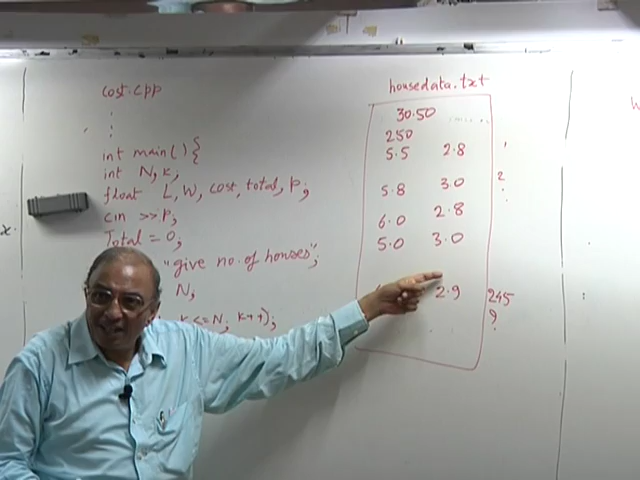 cost.cpp
:
:
int main() {
int N, k;
float L, W, cost, total, p;
cin >> p;
Total = 0;
"give no. of houses";
N,
k<=N, k++);
housedata.txt
30.50
250
5.5 2.8
5.8 3.0
6.0 2.8
5.0 3.0
2.9
2
245
?
x